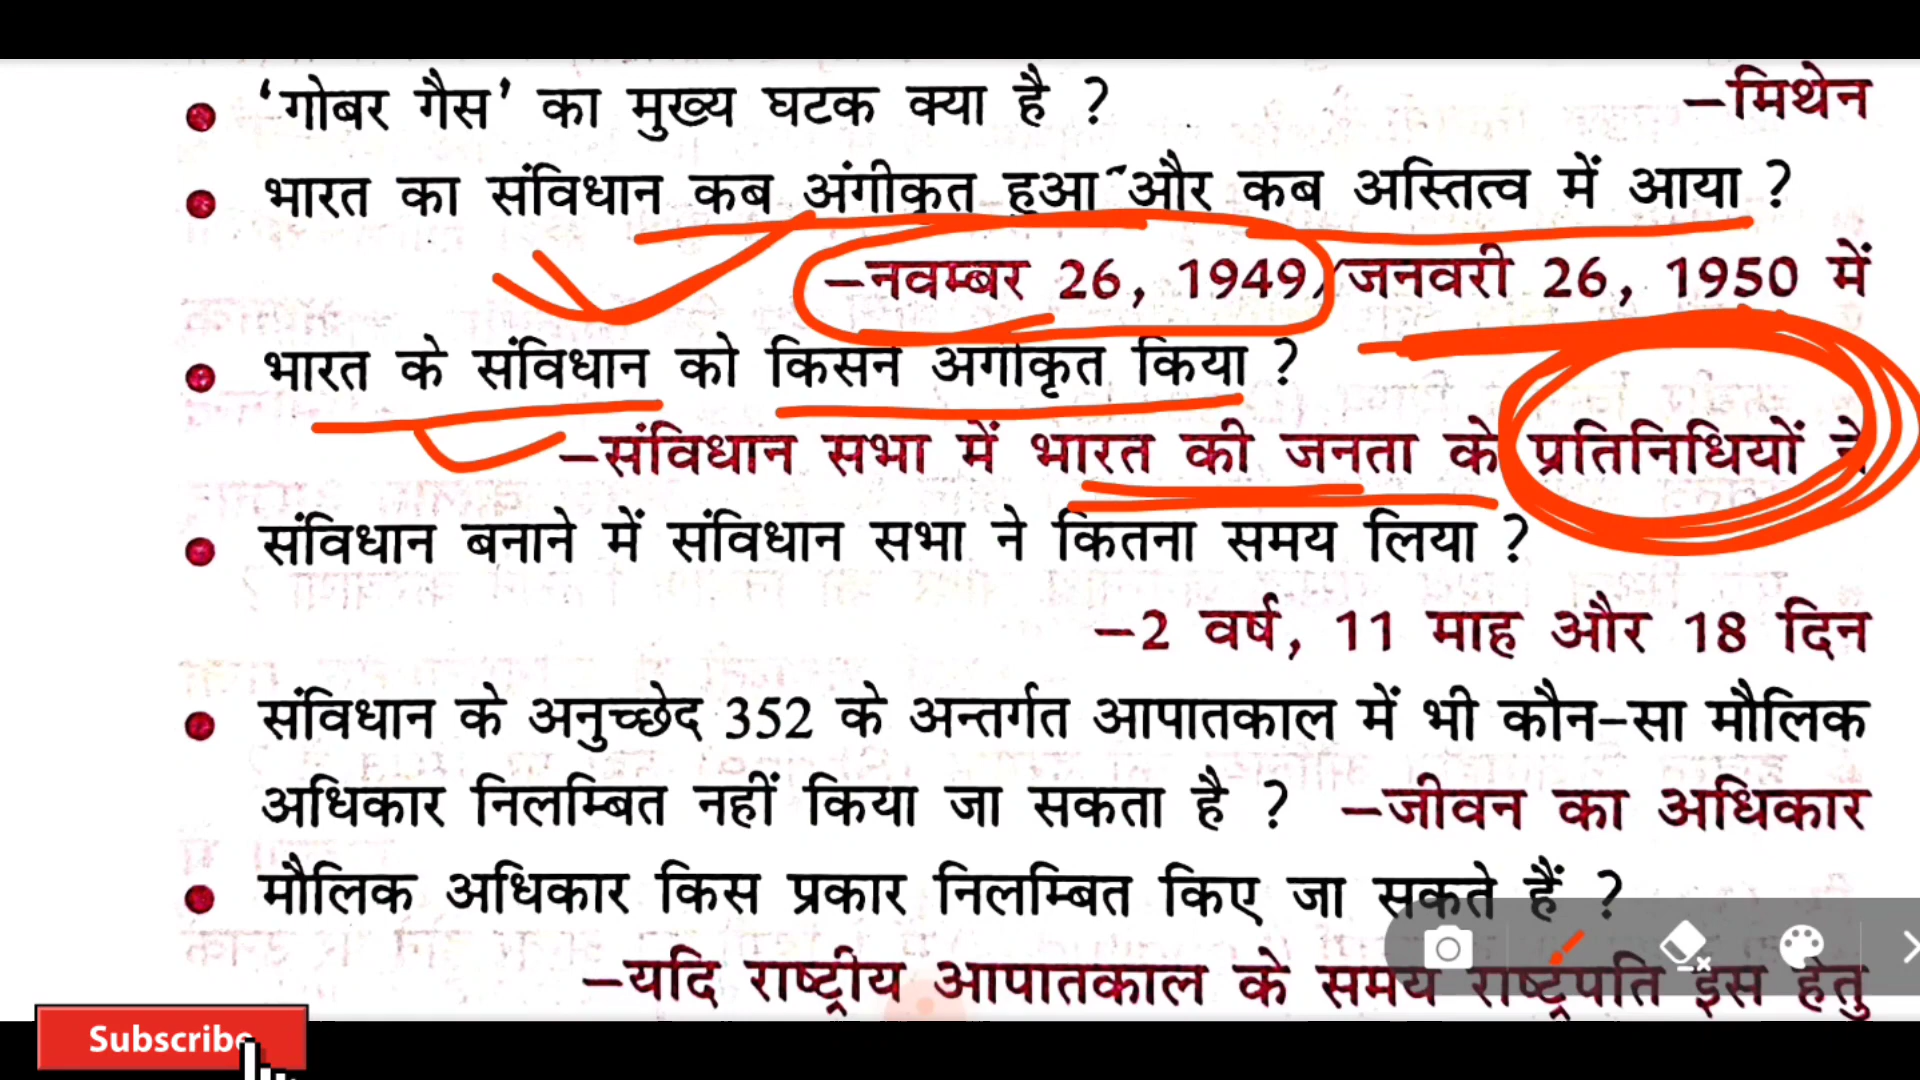 ‘गोबर गैस’ का मुख्य घटक क्या है ? –मिथेन
भारत का संविधान कब अंगीकृत हुआ और कब अस्तित्व में आया ?
–नवम्बर 26, 1949/जनवरी 26, 1950 में
भारत के संविधान को किसने अंगीकृत किया ?
–संविधान सभा में भारत की जनता के प्रतिनिधियों ने
संविधान बनाने में संविधान सभा ने कितना समय लिया ?
–2 वर्ष, 11 माह और 18 दिन
संविधान के अनुच्छेद 352 के अन्तर्गत आपातकाल में भी कौन-सा मौलिक
अधिकार निलम्बित नहीं किया जा सकता है ? –जीवन का अधिकार
मौलिक अधिकार किस प्रकार निलम्बित किए जा सकते हैं ?
–यदि राष्ट्रीय आपातकाल के समय राष्ट्रपति इस हेतु
Subscribe